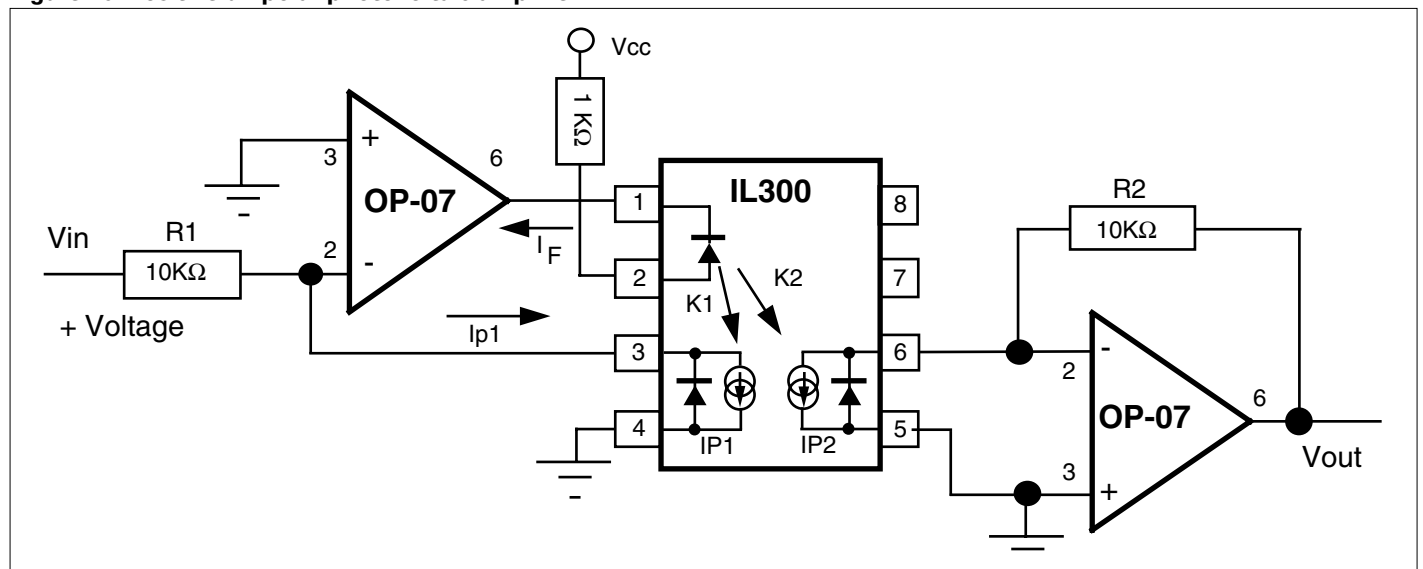 Vcc
1 KΩ
+
3
6
OP-07
IL300
1
8
R2
10KΩ
Vin
R1
10KΩ
2
-
I F
2
K1
K2
7
+ Voltage
Ip1
3
6
-
2
6
OP-07
4
IP1
IP2
5
3
+
Vout